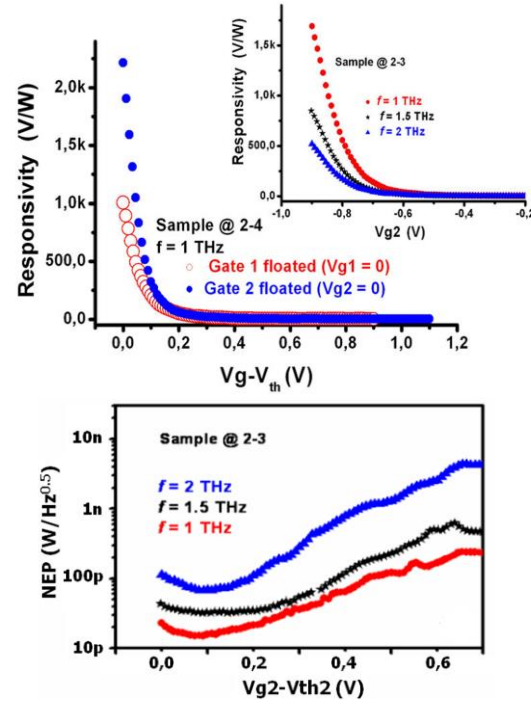 2,0k
1,5k
1,0k
500,0
0,0
Responsivity (V/W)
0,0 0,2 0,4 0,6 0,8 1,0 1,2
Vg-Vth (V)
Sample @ 2-4
f = 1 THz
Gate 1 floated (Vg1 = 0)
Gate 2 floated (Vg2 = 0)
1,5k
1,0k
500,0
0,0
Responsivity (V/W)
Sample @ 2-3
f = 1 THz
f = 1.5 THz
f = 2 THz
-1,0 -0,8 -0,6 -0,4 -0,2
Vg2 (V)
10n
1n
100p
10p
NEP (W/Hz0.5)
Sample @ 2-3
f = 2 THz
f = 1.5 THz
f = 1 THz
0,0 0,2 0,4 0,6
Vg2-Vth2 (V)